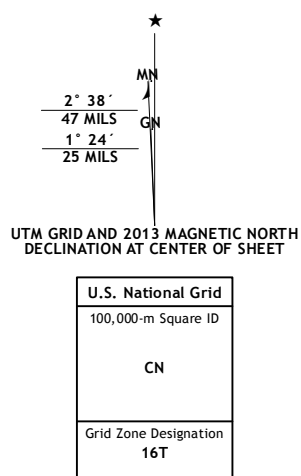 ★
MN
2° 38´
47 MILS
GN
1° 24´
25 MILS
UTM GRID AND 2013 MAGNETIC NORTH
DECLINATION AT CENTER OF SHEET
U.S. National Grid
100,000-m Square ID
CN
Grid Zone Designation
16T